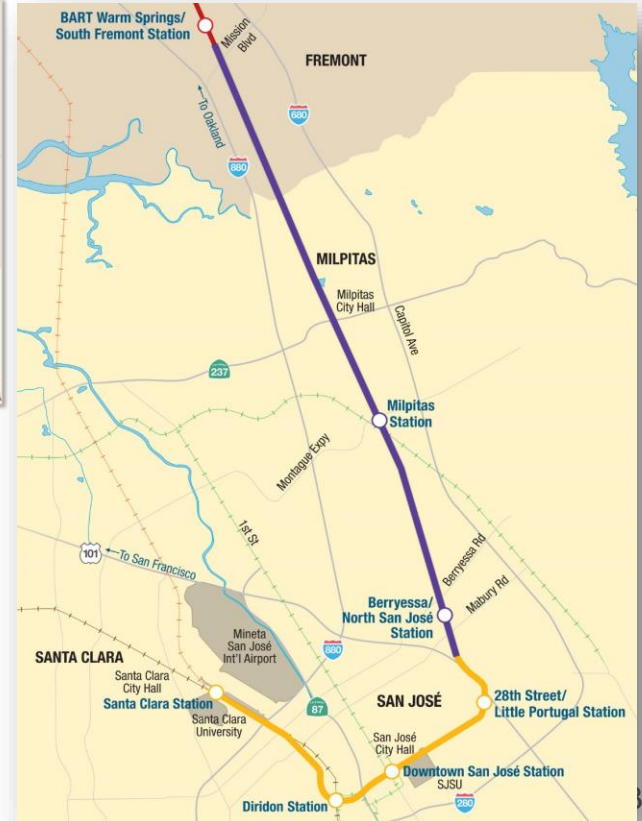 BART Warm Springs/
South Fremont Station
Mission
Blvd
FREMONT
To Oakland
680
880
MILPITAS
Milpitas
City Hall
Capitol Ave
237
Milpitas
Station
Montague Expy
1st St
101
To San Francisco
Berryessa Rd
Mabury Rd
Berryessa/
North San José
Station
Mineta
San José
Int'l Airport
880
SANTA CLARA
Santa Clara
City Hall
Santa Clara Station
Santa Clara
University
87
SAN JOSÉ
28th Street/
Little Portugal Station
San José
City Hall
Downtown San José Station
SJSU
Diridon Station
280